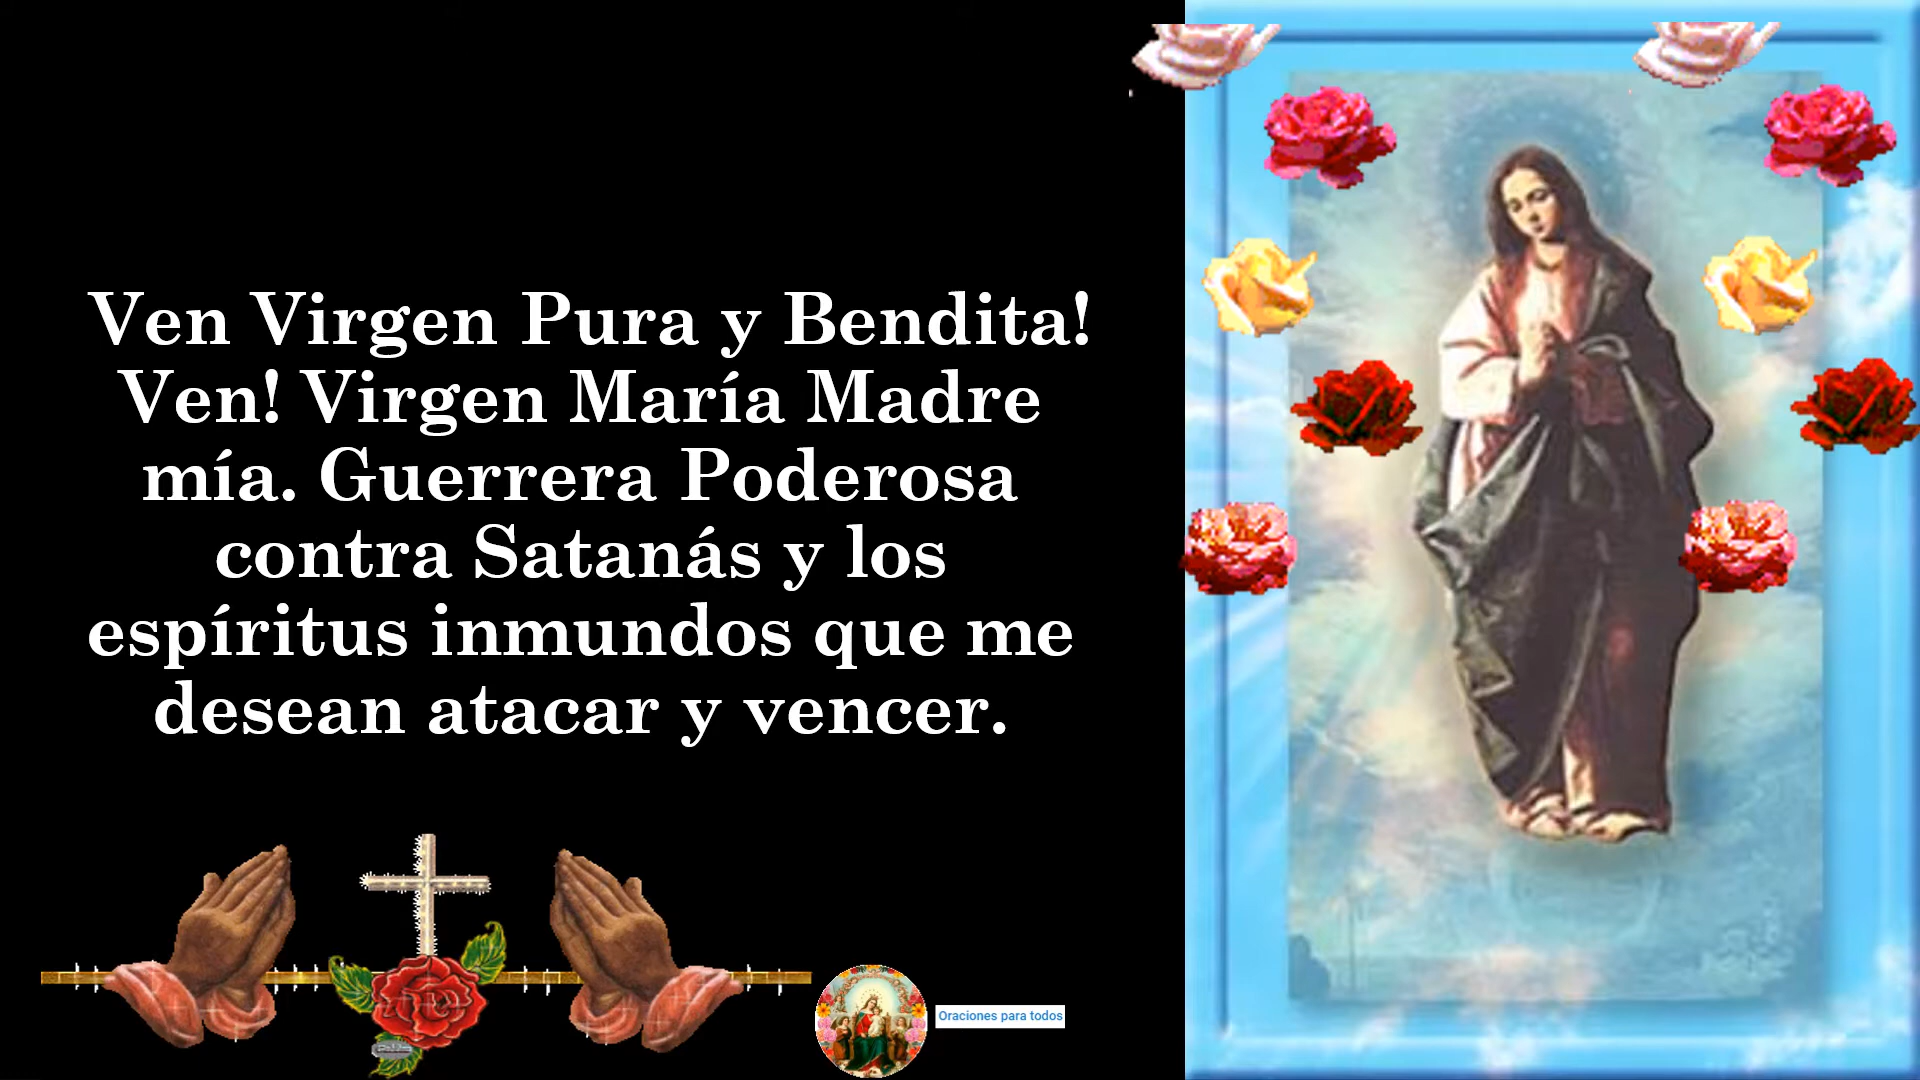 Ven Virgen Pura y Bendita!
Ven! Virgen María Madre
mía. Guerrera Poderosa
contra Satanás y los
espíritus inmundos que me
desean atacar y vencer.
Oraciones para todos